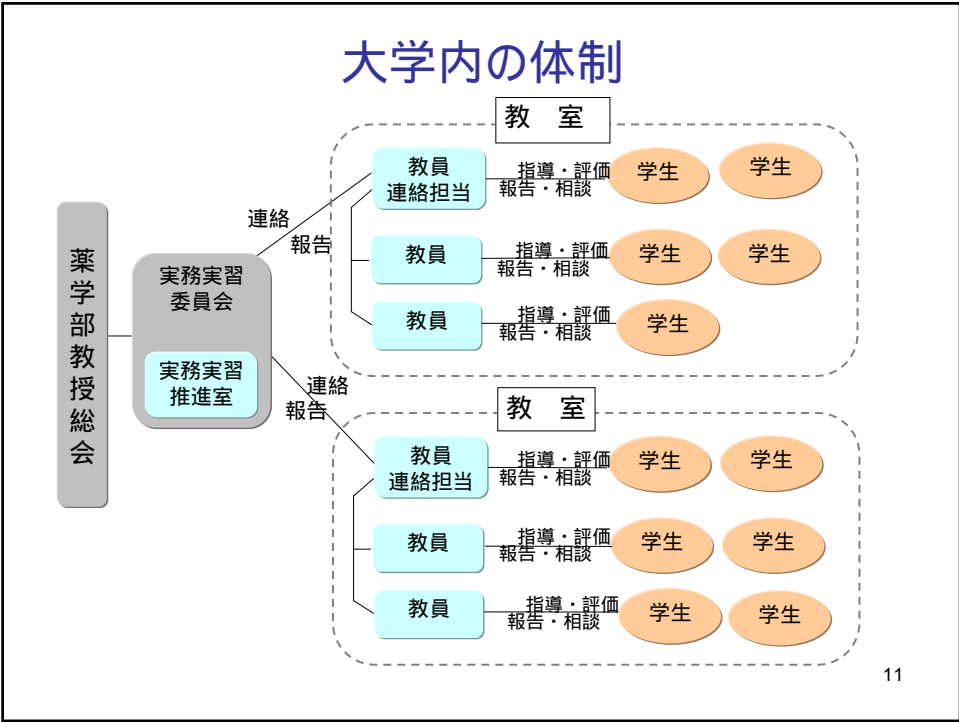 大学内の体制
薬学部教授総会
実務実習
委員会
実務実習
推進室
連絡
報告
教　室
教員
連絡担当
指導・評価
報告・相談
学生
学生
教員
指導・評価
報告・相談
学生
学生
教員
指導・評価
報告・相談
学生
連絡
報告
教　室
教員
連絡担当
指導・評価
報告・相談
学生
学生
教員
指導・評価
報告・相談
学生
学生
教員
指導・評価
報告・相談
学生
学生
11